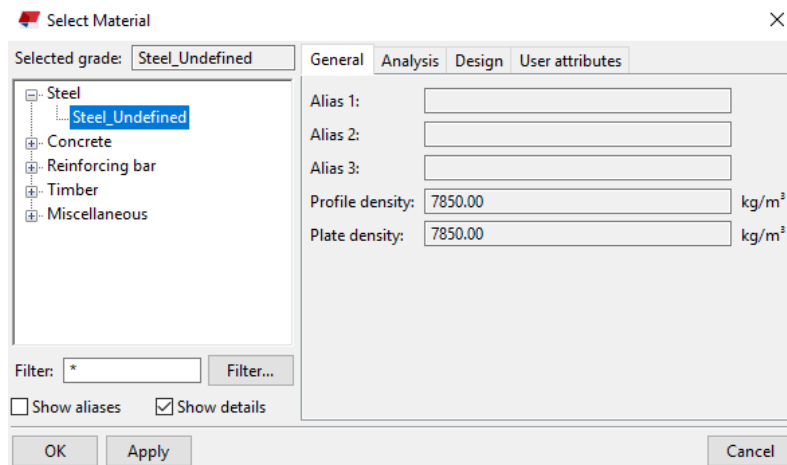 Select Material
Selected grade: Steel_Undefined
Steel
Steel_Undefined
Concrete
Reinforcing bar
Timber
Miscellaneous
Filter: * Filter...
Show aliases Show details
General Analysis Design User attributes
Alias 1:
Alias 2:
Alias 3:
Profile density: 7850.00 kg/m³
Plate density: 7850.00 kg/m³
OK Apply Cancel